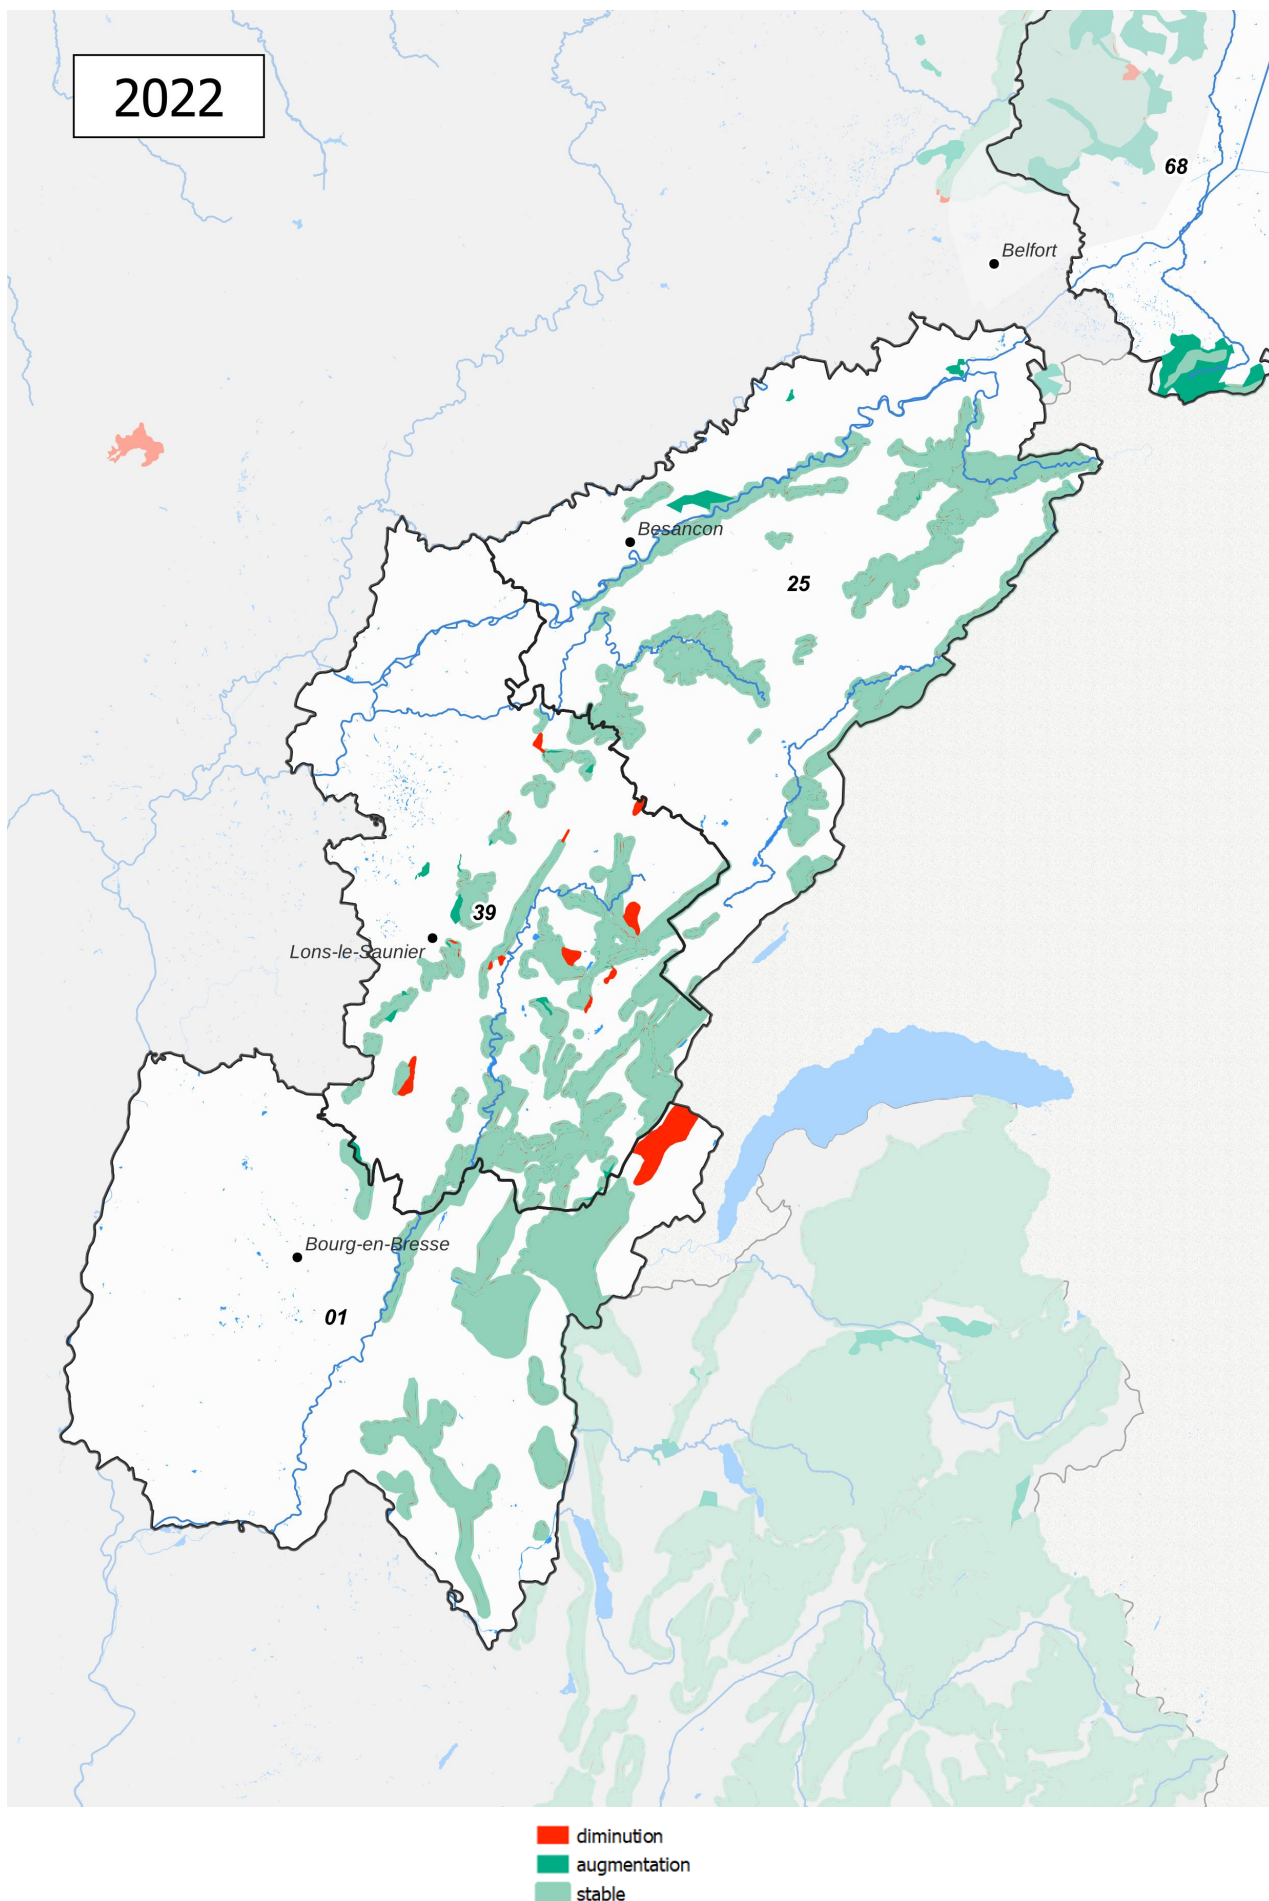 2022
68
Belfort
Besancon
25
39
Lons-le-Saunier
Bourg-en-Bresse
01
diminution
augmentation
stable